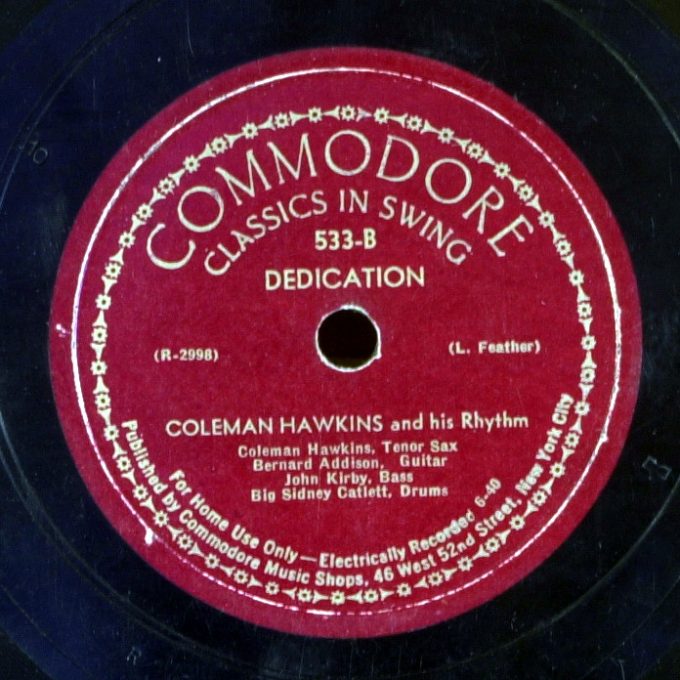 COMMODORE
CLASSICS IN SWING
533-B
DEDICATION
(R-2998)
(L. Feather)
COLEMAN HAWKINS and his Rhythm
Coleman Hawkins, Tenor Sax
Bernard Addison, Guitar
John Kirby, Bass
Big Sidney Catlett, Drums
For Home Use Only — Electrically Recorded 6-40
Published by Commodore Music Shops, 46 West 52nd Street, New York City